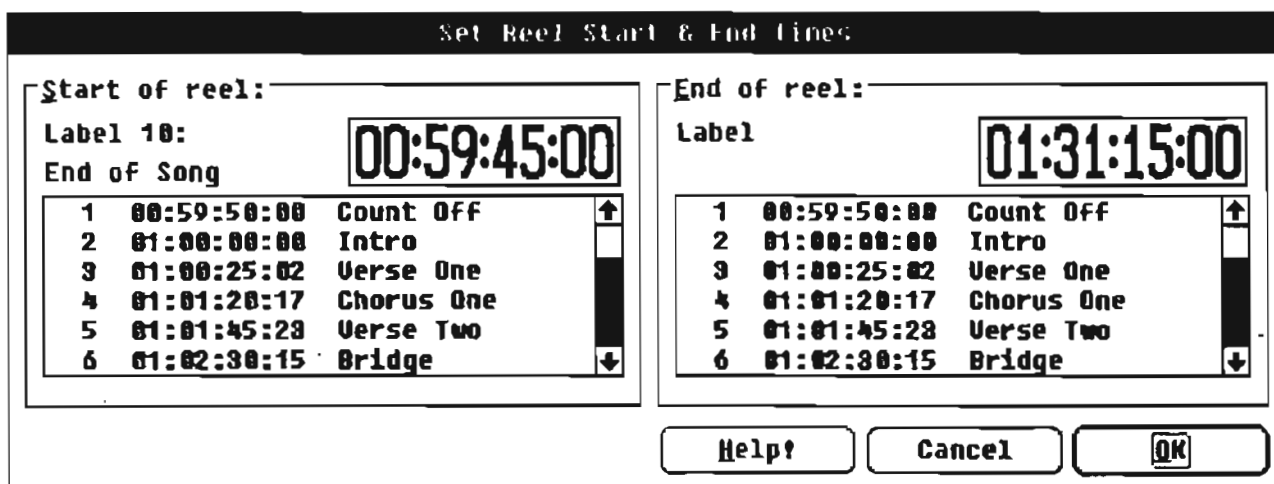 Set Reel Start & End Times
Start of reel:
Label 10:
End of Song
00:59:45:00
1 00:59:50:00 Count Off
2 01:00:00:00 Intro
3 01:00:25:02 Verse One
4 01:01:20:17 Chorus One
5 01:01:45:23 Verse Two
6 01:02:30:15 Bridge
End of reel:
Label
01:31:15:00
1 00:59:50:00 Count Off
2 01:00:00:00 Intro
3 01:00:25:02 Verse One
4 01:01:20:17 Chorus One
5 01:01:45:23 Verse Two
6 01:02:30:15 Bridge
Help!
Cancel
OK